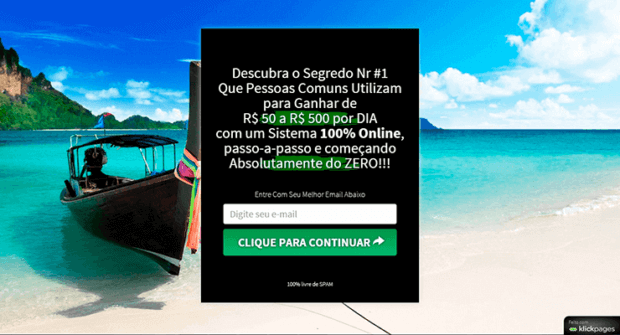 Descubra o Segredo Nr #1
Que Pessoas Comuns Utilizam
para Ganhar de
R$ 50 a R$ 500 por DIA
com um Sistema 100% Online,
passo-a-passo e começando
Absolutamente do ZERO!!!
Entre Com Seu Melhor Email Abaixo
Digite seu e-mail
CLIQUE PARA CONTINUAR
100% livre de SPAM
Feito com
klickpages